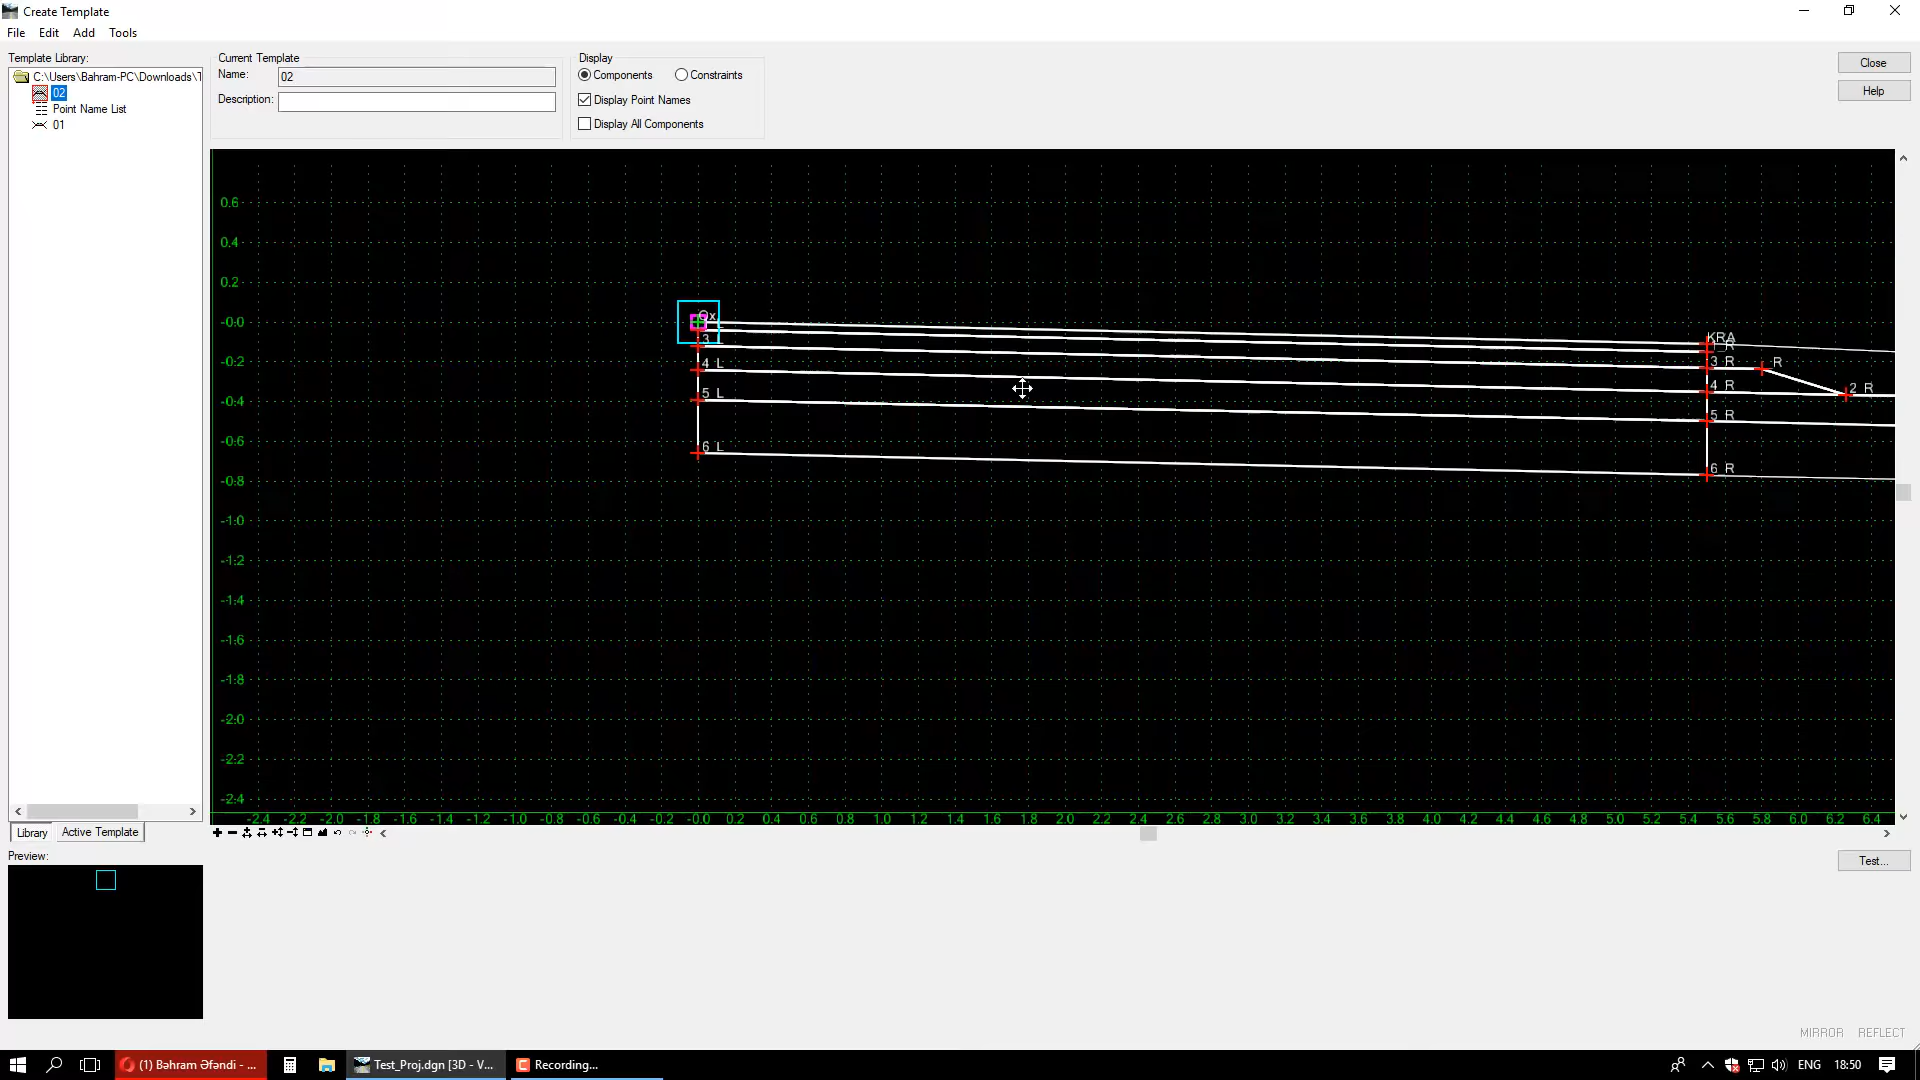 Create Template
File Edit Add Tools
Template Library:
C:\Users\Bahram-PC\Downloads\T
02
Point Name List
01
Current Template
Name: 02
Description:
Display
Components Constraints
Display Point Names
Display All Components
Close
Help
0.6
0.4
0.2
-0.0
-0.2
-0.4
-0.6
-0.8
-1.0
-1.2
-1.4
-1.6
-1.8
-2.0
-2.2
-2.4
Ox
3 L
4 L
5 L
6 L
KRA
3 R
R
4 R
2 R
5 R
6 R
-2.4 -2.2 -2.0 -1.8 -1.6 -1.4 -1.2 -1.0 -0.8 -0.6 -0.4 -0.2 -0.0 0.2 0.4 0.6 0.8 1.0 1.2 1.4 1.6 1.8 2.0 2.2 2.4 2.6 2.8 3.0 3.2 3.4 3.6 3.8 4.0 4.2 4.4 4.6 4.8 5.0 5.2 5.4 5.6 5.8 6.0 6.2 6.4
Library Active Template
Preview:
Test...
MIRROR REFLECT
(1) Bəhram Əfəndi - ...
Test_Proj.dgn [3D - V...
Recording...
ENG 18:50